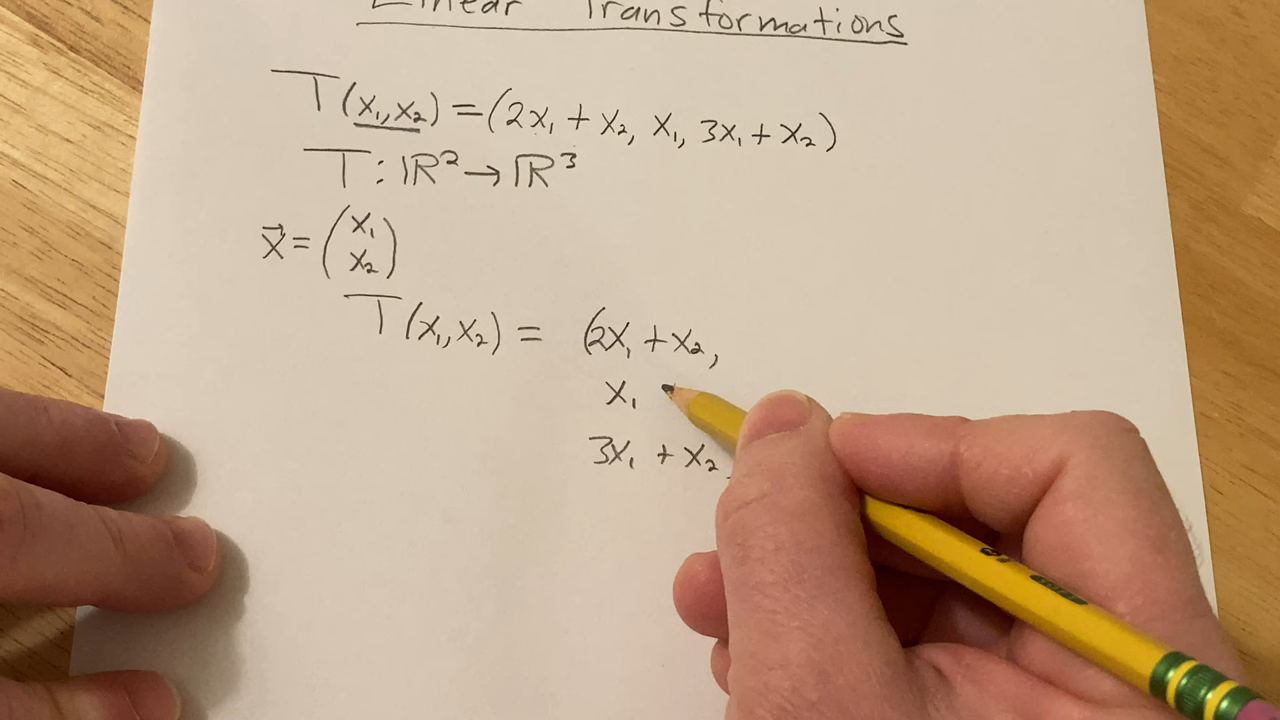 Linear Transformations
T(x₁,x₂) = (2x₁ + x₂, x₁, 3x₁ + x₂)
T: ℝ² → ℝ³
x⃗ = (x₁
x₂)
T(x₁,x₂) = (2x₁ + x₂,
x₁
3x₁ + x₂